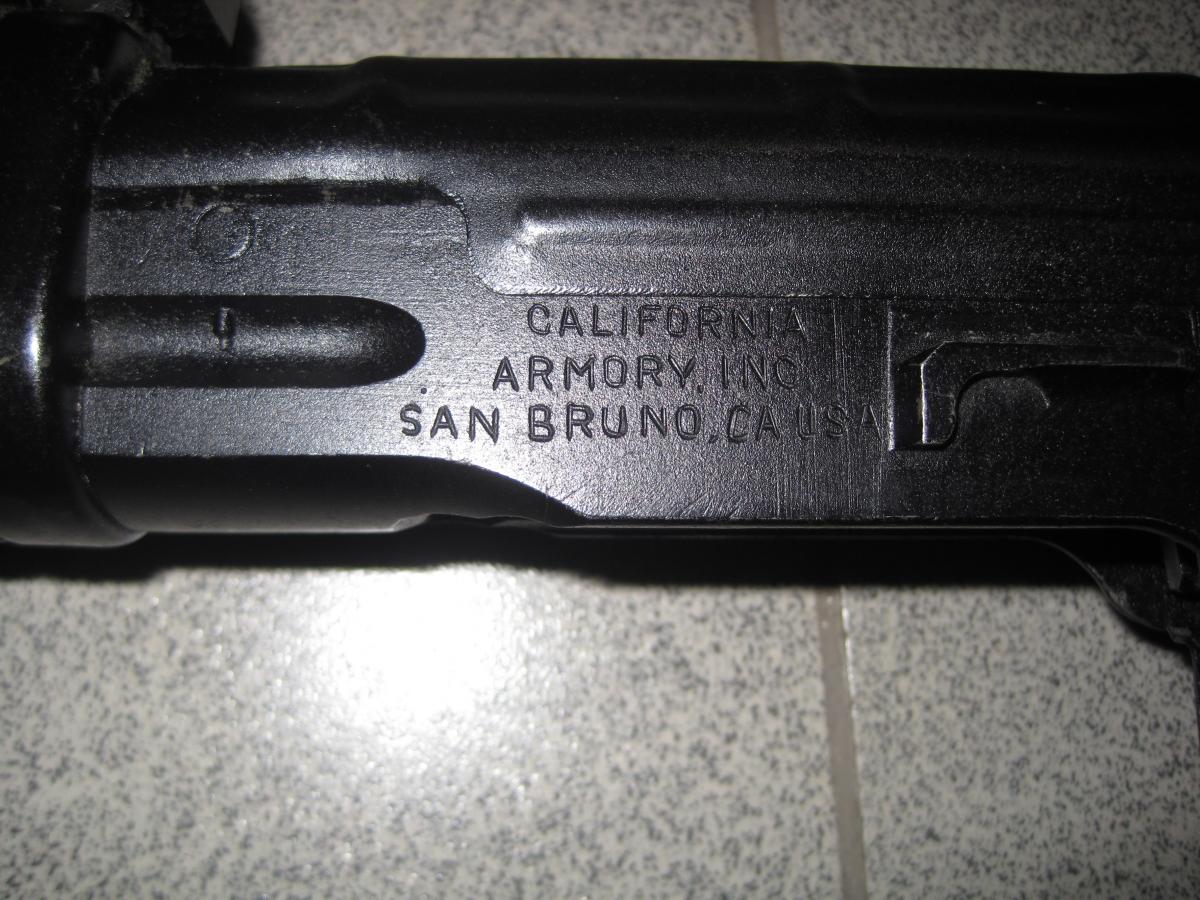 CALIFORNIA
ARMORY, INC
SAN BRUNO, CA USA